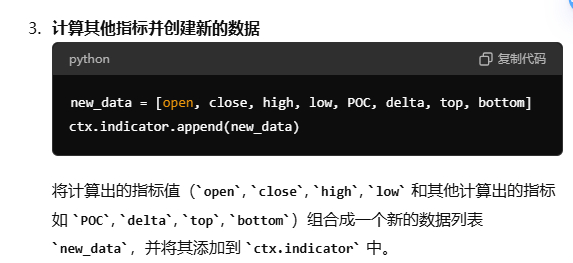 3. 计算其他指标并创建新的数据
python 复制代码
new_data = [open, close, high, low, POC, delta, top, bottom]
ctx.indicator.append(new_data)
将计算出的指标值（`open`, `close`, `high`, `low` 和其他计算出的指标
如 `POC`, `delta`, `top`, `bottom`）组合成一个新的数据列表
`new_data`，并将其添加到 `ctx.indicator` 中。